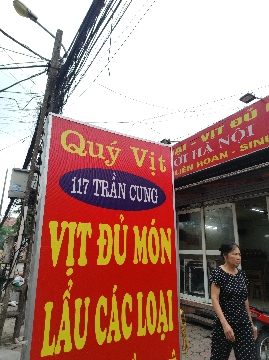 Quý Vịt
117 TRẦN CUNG
VỊT ĐỦ MÓN
LẨU CÁC LOẠI
VỊT ĐỦ
HÀ NỘI
LIÊN HOAN - SINH